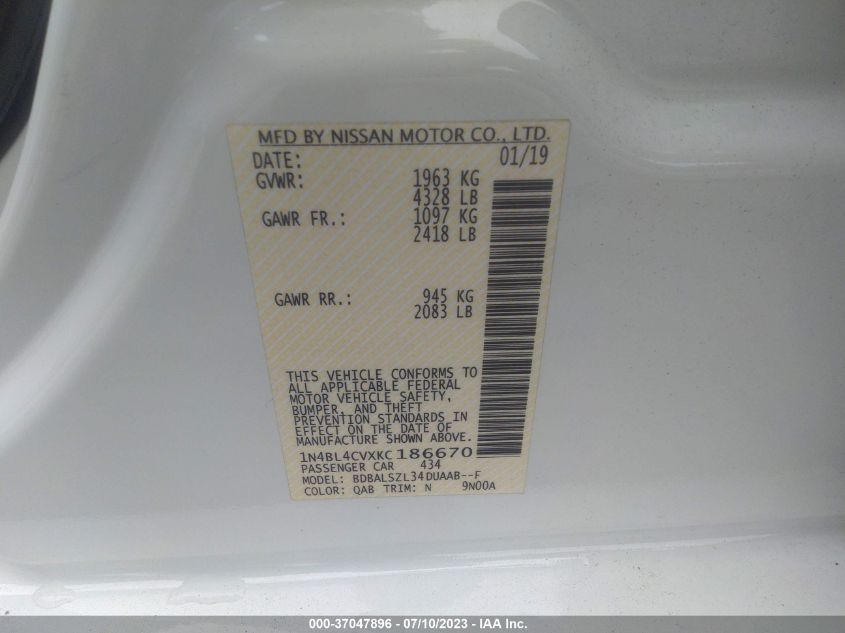 MFD BY NISSAN MOTOR CO., LTD.
DATE: 01/19
GVWR: 1963 KG
4328 LB
GAWR FR.: 1097 KG
2418 LB
GAWR RR.: 945 KG
2083 LB
THIS VEHICLE CONFORMS TO
ALL APPLICABLE FEDERAL
MOTOR VEHICLE SAFETY,
BUMPER, AND THEFT
PREVENTION STANDARDS IN
EFFECT ON THE DATE OF
MANUFACTURE SHOWN ABOVE.
1N4BL4CVXKC186670
PASSENGER CAR 434
MODEL: BDBALSZL34DUAAB--F
COLOR: QAB TRIM: N 9N00A
000-37047896 - 07/10/2023 - IAA Inc.